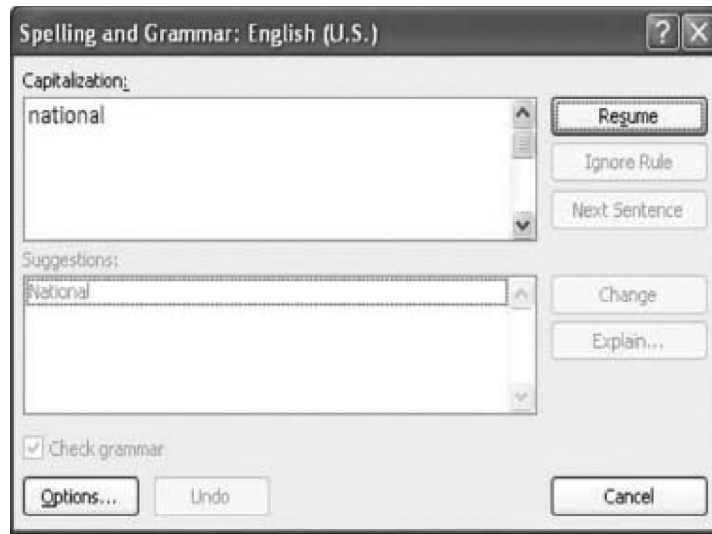 Spelling and Grammar: English (U.S.)
Capitalization:
national
Resume
Ignore Rule
Next Sentence
Suggestions:
National
Change
Explain...
Check grammar
Options...
Undo
Cancel